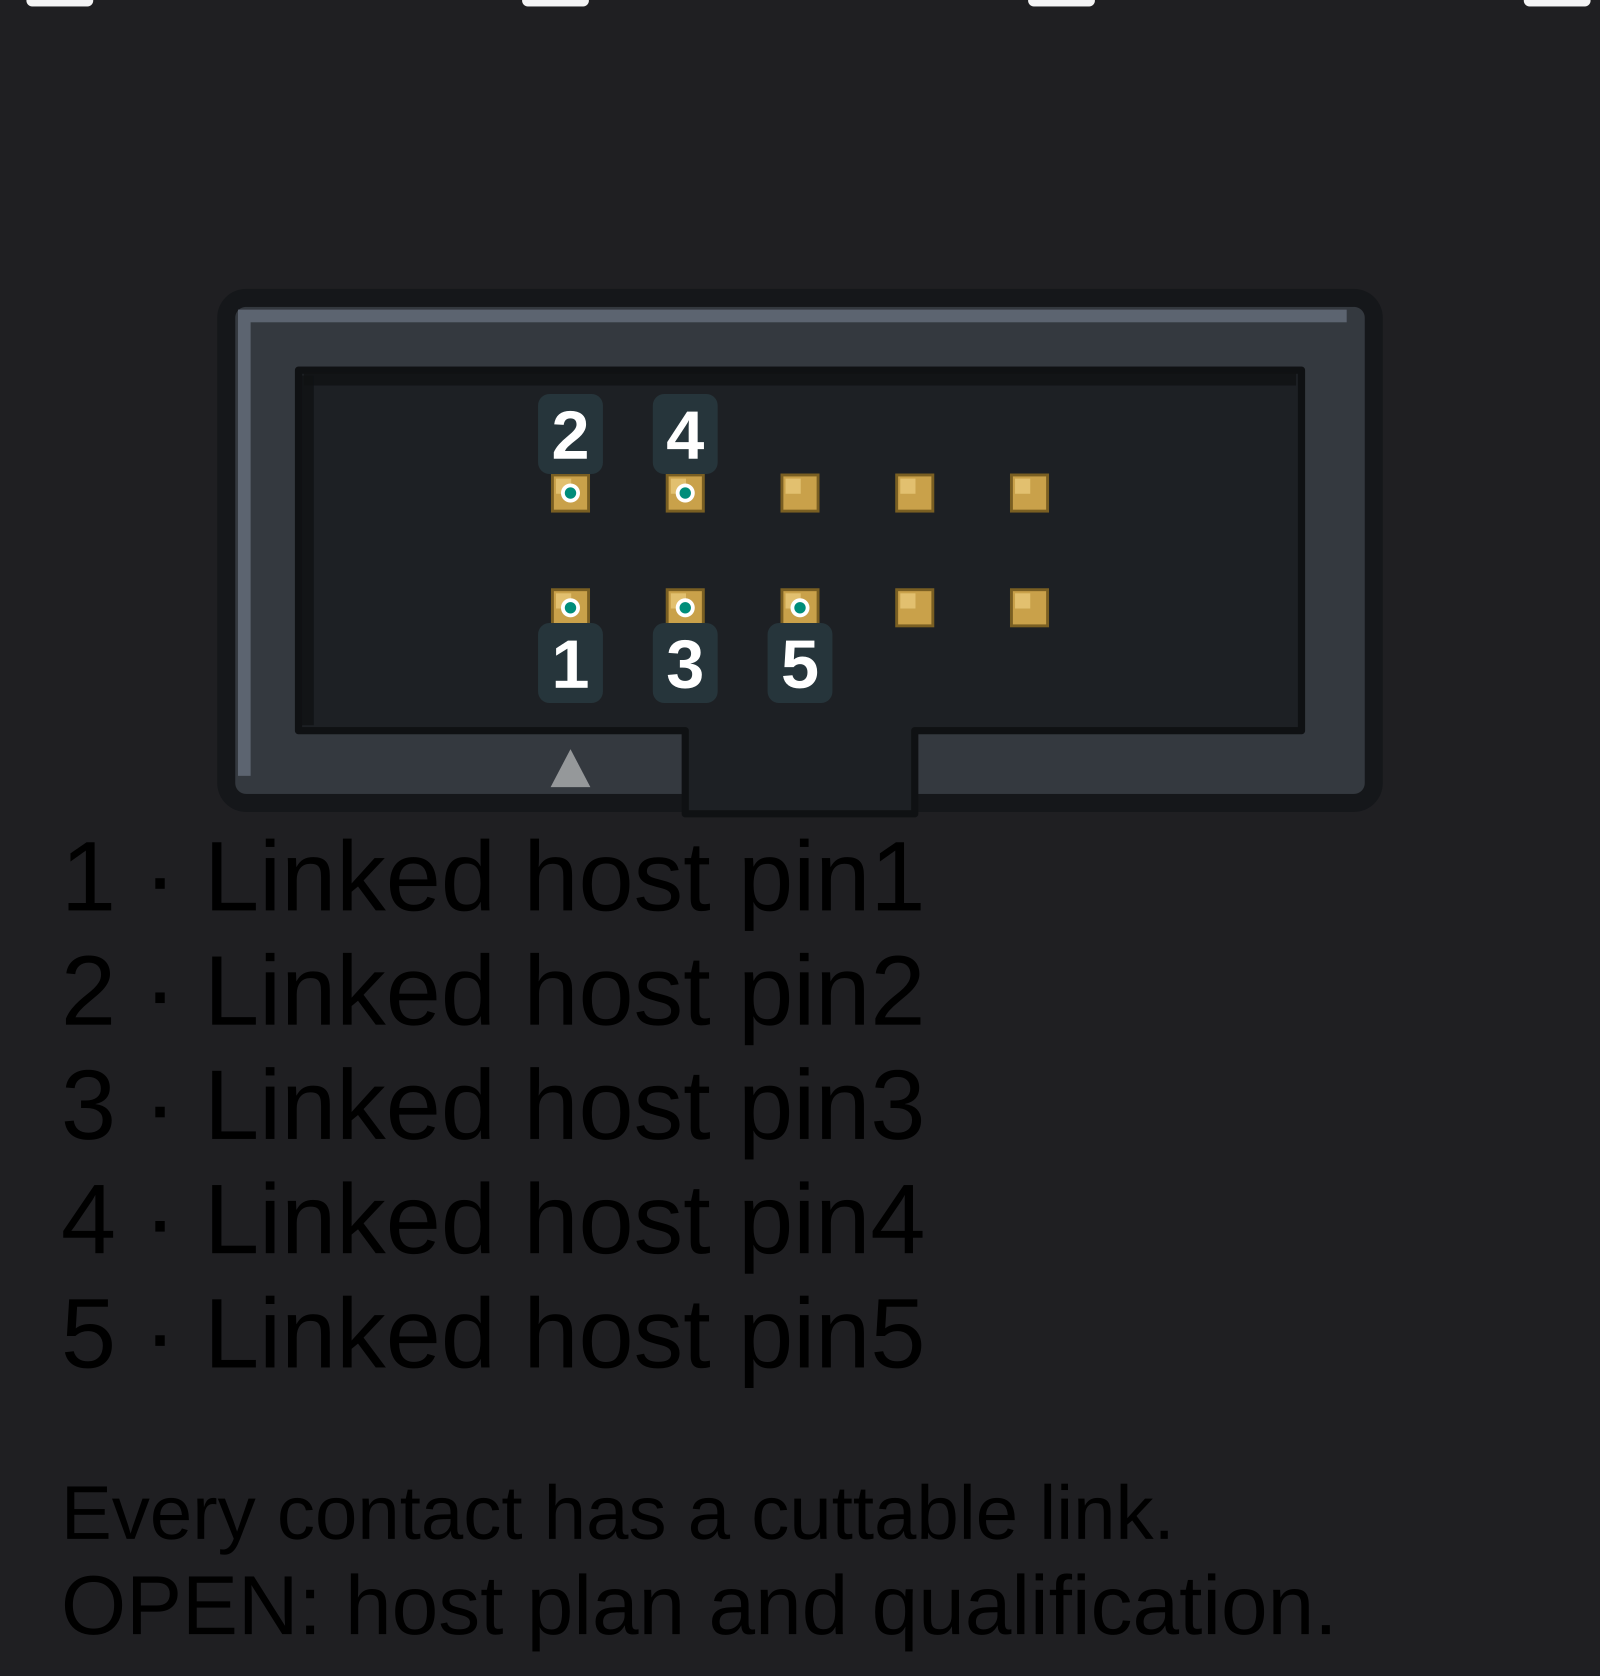 2 4
1 3 5
1 · Linked host pin1
2 · Linked host pin2
3 · Linked host pin3
4 · Linked host pin4
5 · Linked host pin5
Every contact has a cuttable link.
OPEN: host plan and qualification.